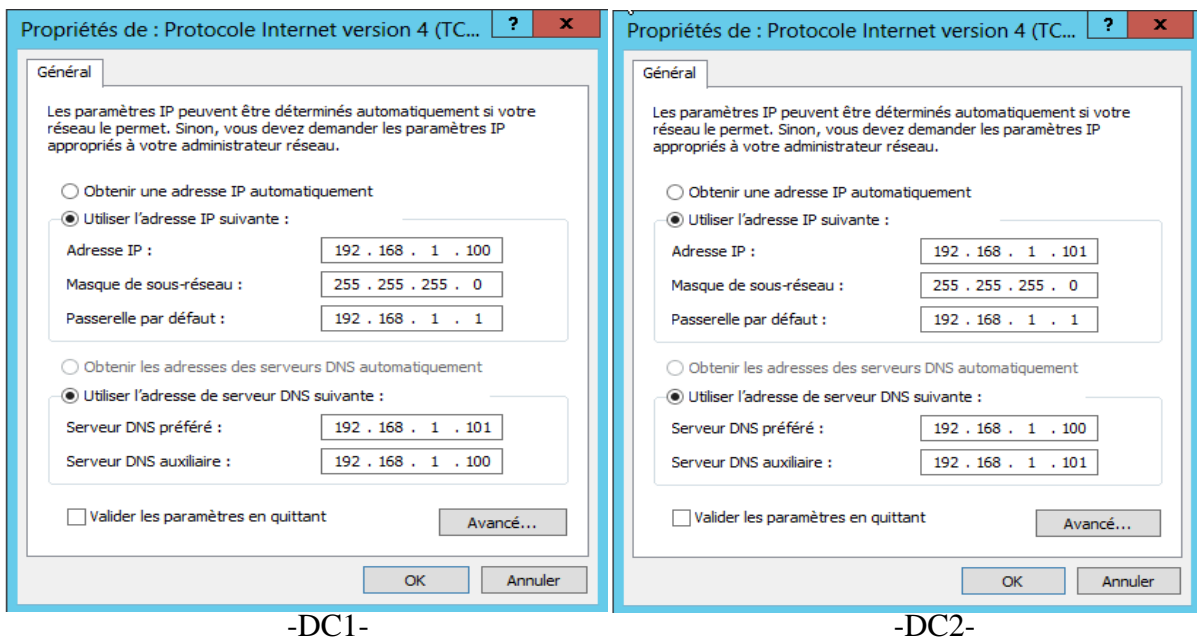 Propriétés de : Protocole Internet version 4 (TC... ? x
Général
Les paramètres IP peuvent être déterminés automatiquement si votre
réseau le permet. Sinon, vous devez demander les paramètres IP
appropriés à votre administrateur réseau.
Obtenir une adresse IP automatiquement
Utiliser l'adresse IP suivante :
Adresse IP : 192 . 168 . 1 . 100
Masque de sous-réseau : 255 . 255 . 255 . 0
Passerelle par défaut : 192 . 168 . 1 . 1
Obtenir les adresses des serveurs DNS automatiquement
Utiliser l'adresse de serveur DNS suivante :
Serveur DNS préféré : 192 . 168 . 1 . 101
Serveur DNS auxiliaire : 192 . 168 . 1 . 100
Valider les paramètres en quittant
Avancé...
OK Annuler
-DC1-
Propriétés de : Protocole Internet version 4 (TC... ? x
Général
Les paramètres IP peuvent être déterminés automatiquement si votre
réseau le permet. Sinon, vous devez demander les paramètres IP
appropriés à votre administrateur réseau.
Obtenir une adresse IP automatiquement
Utiliser l'adresse IP suivante :
Adresse IP : 192 . 168 . 1 . 101
Masque de sous-réseau : 255 . 255 . 255 . 0
Passerelle par défaut : 192 . 168 . 1 . 1
Obtenir les adresses des serveurs DNS automatiquement
Utiliser l'adresse de serveur DNS suivante :
Serveur DNS préféré : 192 . 168 . 1 . 100
Serveur DNS auxiliaire : 192 . 168 . 1 . 101
Valider les paramètres en quittant
Avancé...
OK Annuler
-DC2-